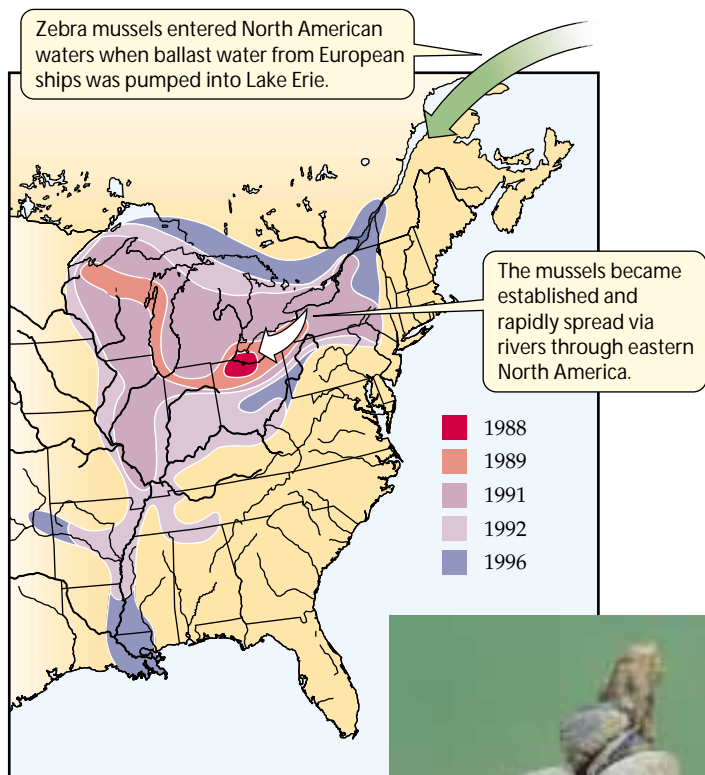 Zebra mussels entered North American
waters when ballast water from European
ships was pumped into Lake Erie.
The mussels became
established and
rapidly spread via
rivers through eastern
North America.
1988
1989
1991
1992
1996